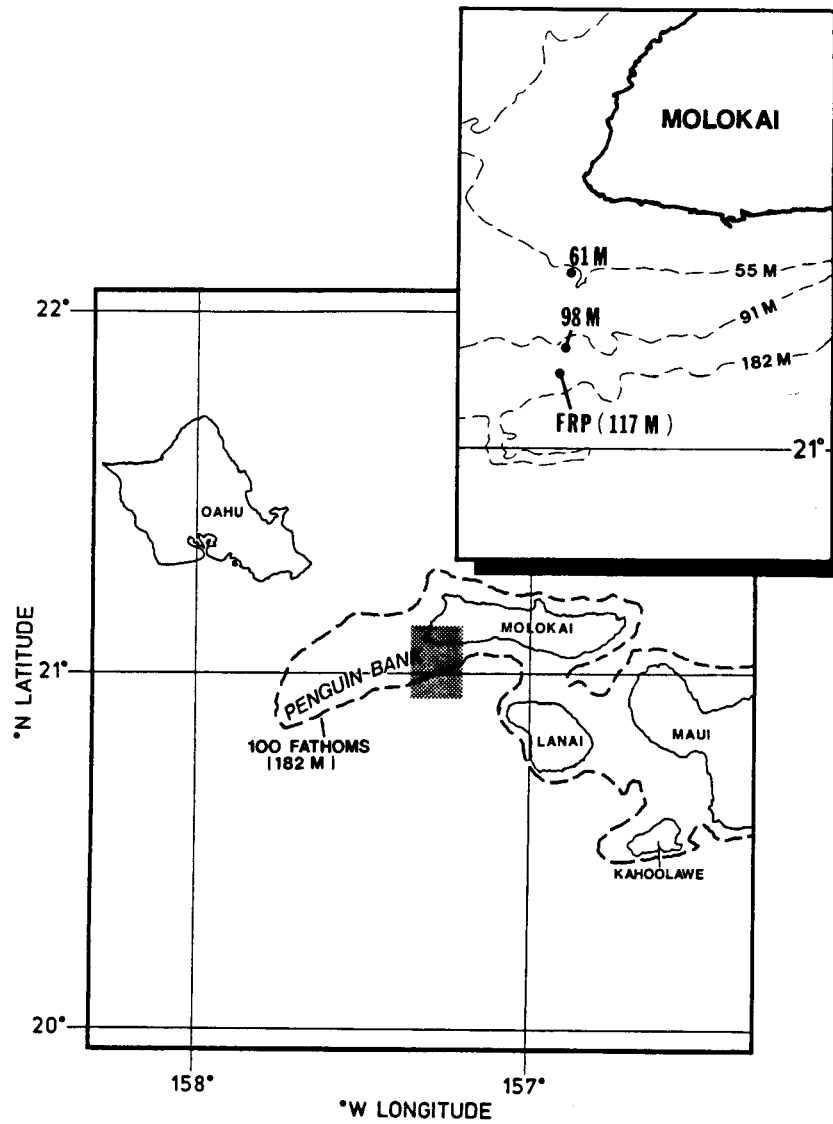 MOLOKAI
61 M
55 M
98 M
91 M
182 M
FRP (117 M)
21°
22°
OAHU
MOLOKAI
21°
PENGUIN-BANK
100 FATHOMS
(182 M)
LANAI
MAUI
KAHOOLAWE
20°
158°
157°
°W LONGITUDE
°N LATITUDE